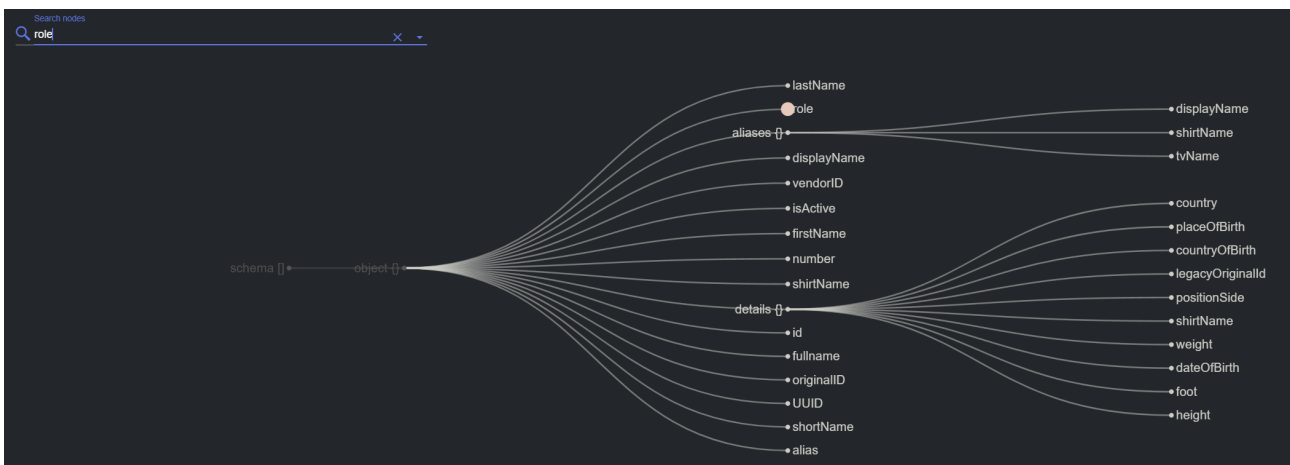 Search nodes
role
lastName
role
aliases {}
displayName
shirtName
tvName
displayName
vendorID
isActive
firstName
number
shirtName
schema []
object {}
details {}
country
placeOfBirth
countryOfBirth
legacyOriginalId
positionSide
shirtName
weight
dateOfBirth
foot
height
id
fullname
originalID
UUID
shortName
alias